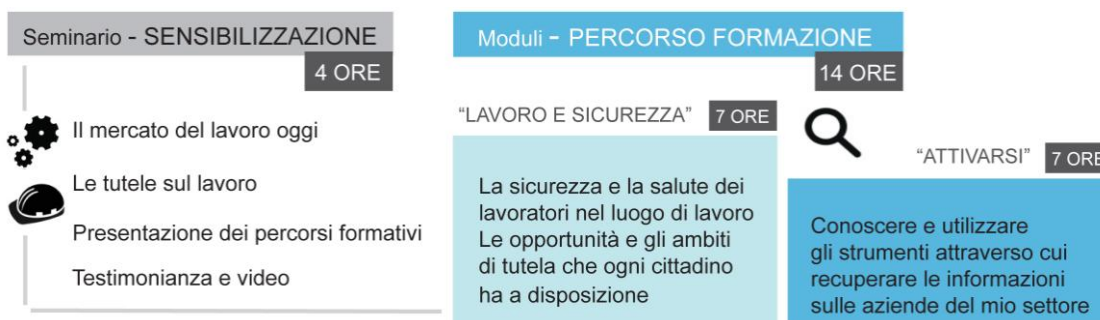 Seminario - SENSIBILIZZAZIONE
4 ORE
Il mercato del lavoro oggi
Le tutele sul lavoro
Presentazione dei percorsi formativi
Testimonianza e video
Moduli - PERCORSO FORMAZIONE
14 ORE
“LAVORO E SICUREZZA” 7 ORE
La sicurezza e la salute dei
lavoratori nel luogo di lavoro
Le opportunità e gli ambiti
di tutela che ogni cittadino
ha a disposizione
“ATTIVARSI” 7 ORE
Conoscere e utilizzare
gli strumenti attraverso cui
recuperare le informazioni
sulle aziende del mio settore